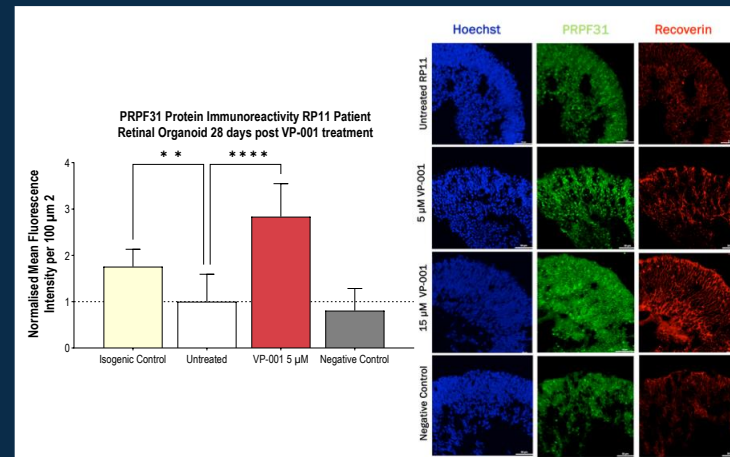 PRPF31 Protein Immunoreactivity RP11 Patient
Retinal Organoid 28 days post VP-001 treatment
* *
* * * *
Normalised Mean Fluorescence
Intensity per 100 μm 2
4
3
2
1
0
Isogenic Control
Untreated
VP-001 5 μM
Negative Control
Hoechst
PRPF31
Recoverin
Untreated RP11
5 μM VP-001
15 μM VP-001
Negative Control